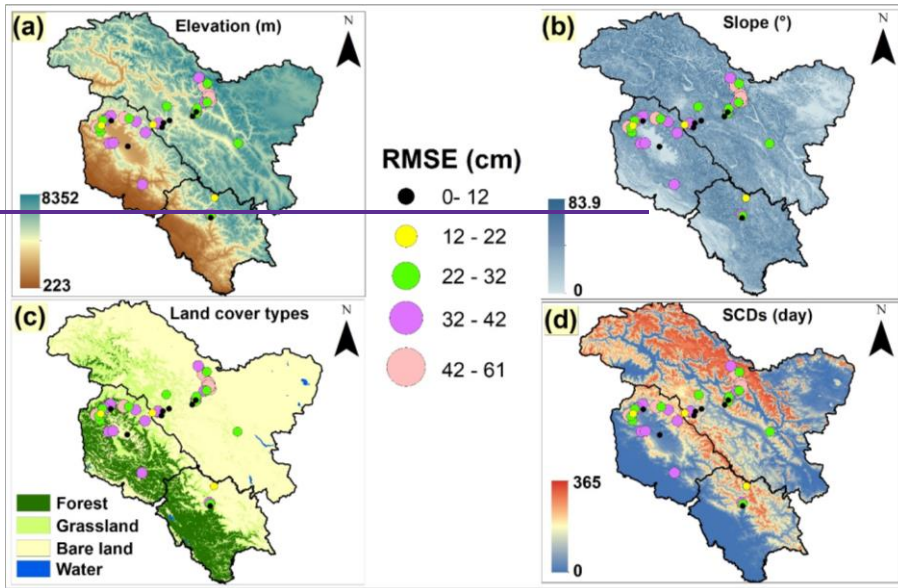 (a)
Elevation (m)
N
8352
223
(b)
Slope (°)
N
83.9
0
RMSE (cm)
0- 12
12 - 22
22 - 32
32 - 42
42 - 61
(c)
Land cover types
N
Forest
Grassland
Bare land
Water
(d)
SCDs (day)
N
365
0